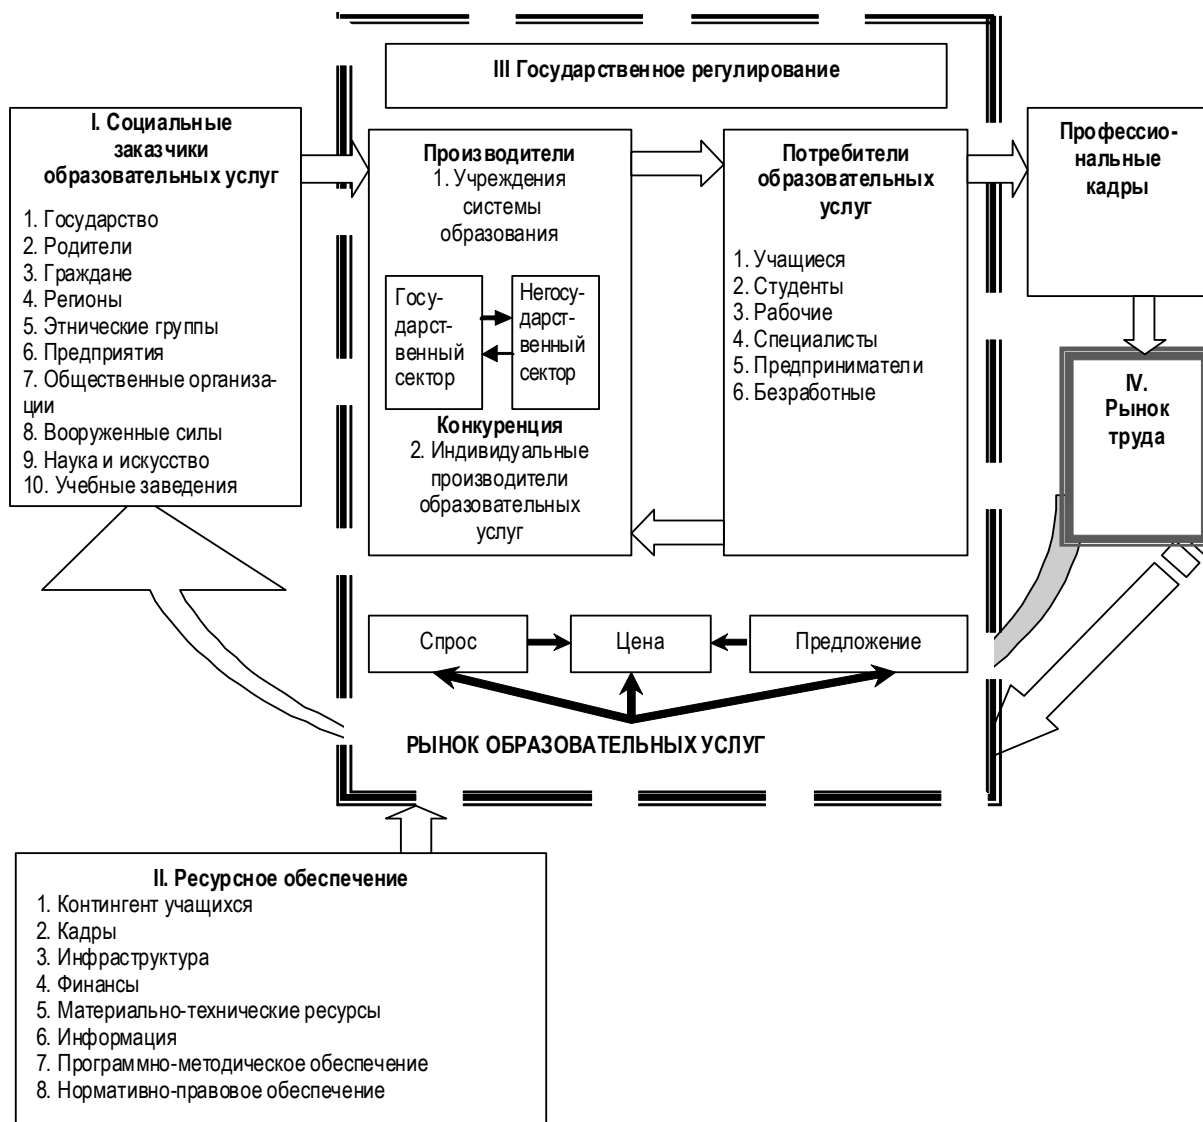 III Государственное регулирование
I. Социальные
заказчики
образовательных услуг
1. Государство
2. Родители
3. Граждане
4. Регионы
5. Этнические группы
6. Предприятия
7. Общественные организа-
ции
8. Вооруженные силы
9. Наука и искусство
10. Учебные заведения
Производители
1. Учреждения
системы
образования
Госу-
дарст-
венный
сектор
Негосу-
дарст-
венный
сектор
Конкуренция
2. Индивидуальные
производители
образовательных
услуг
Потребители
образовательных
услуг
1. Учащиеся
2. Студенты
3. Рабочие
4. Специалисты
5. Предприниматели
6. Безработные
Профессио-
нальные
кадры
IV.
Рынок
труда
Спрос
Цена
Предложение
РЫНОК ОБРАЗОВАТЕЛЬНЫХ УСЛУГ
II. Ресурсное обеспечение
1. Контингент учащихся
2. Кадры
3. Инфраструктура
4. Финансы
5. Материально-технические ресурсы
6. Информация
7. Программно-методическое обеспечение
8. Нормативно-правовое обеспечение